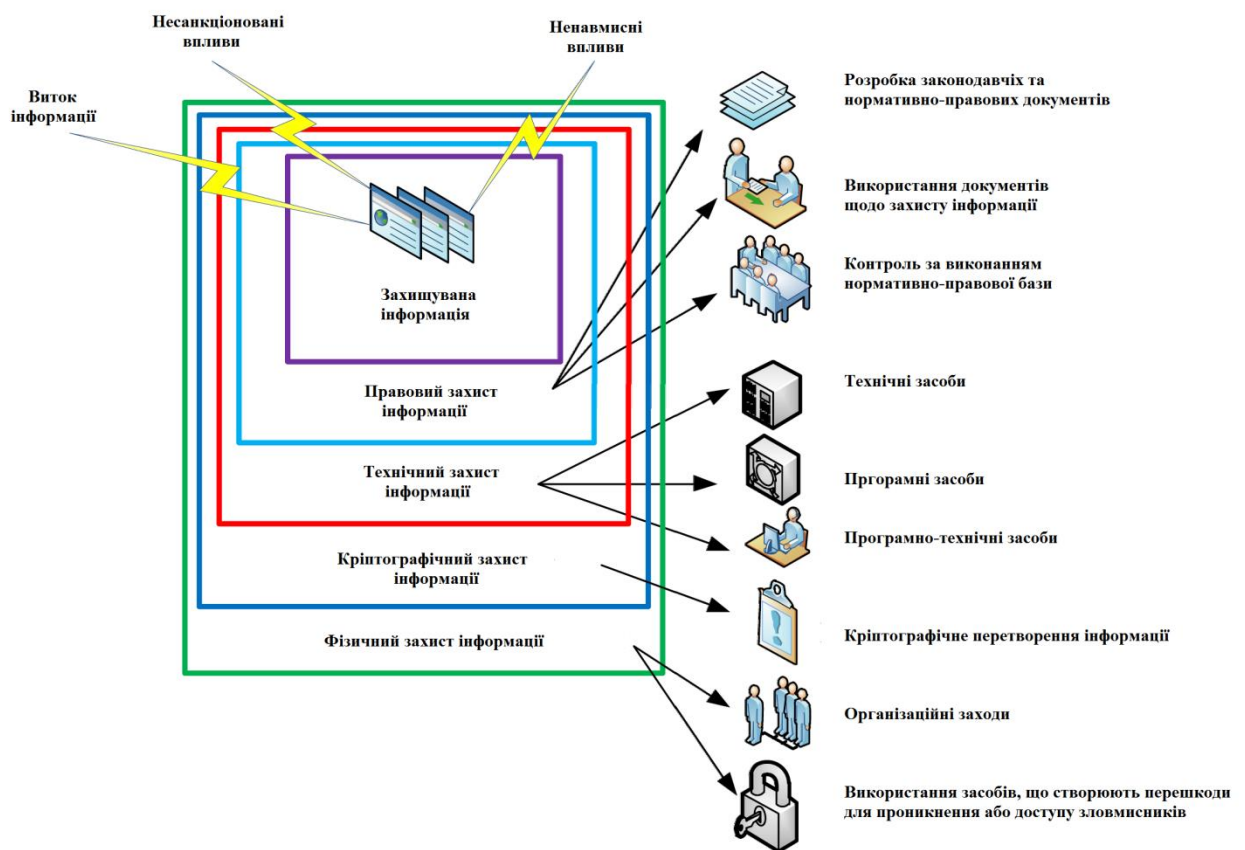 Несанкціоновані
впливи
Ненавмисні
впливи
Виток
інформації
Захищувана
інформація
Правовий захист
інформації
Технічний захист
інформації
Кріптографічний захист
інформації
Фізичний захист інформації
Розробка законодавчіх та
нормативно-правових документів
Використання документів
щодо захисту інформації
Контроль за виконанням
нормативно-правової бази
Технічні засоби
Пргорамні засоби
Програмно-технічні засоби
Кріптографічне перетворення інформації
Організаційні заходи
Використання засобів, що створюють перешкоди
для проникнення або доступу зловмисників